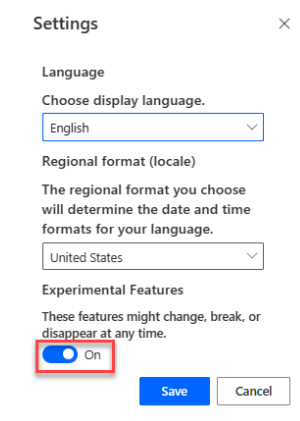 Settings
Language
Choose display language.
English
Regional format (locale)
The regional format you choose
will determine the date and time
formats for your language.
United States
Experimental Features
These features might change, break, or
disappear at any time.
On
Save Cancel